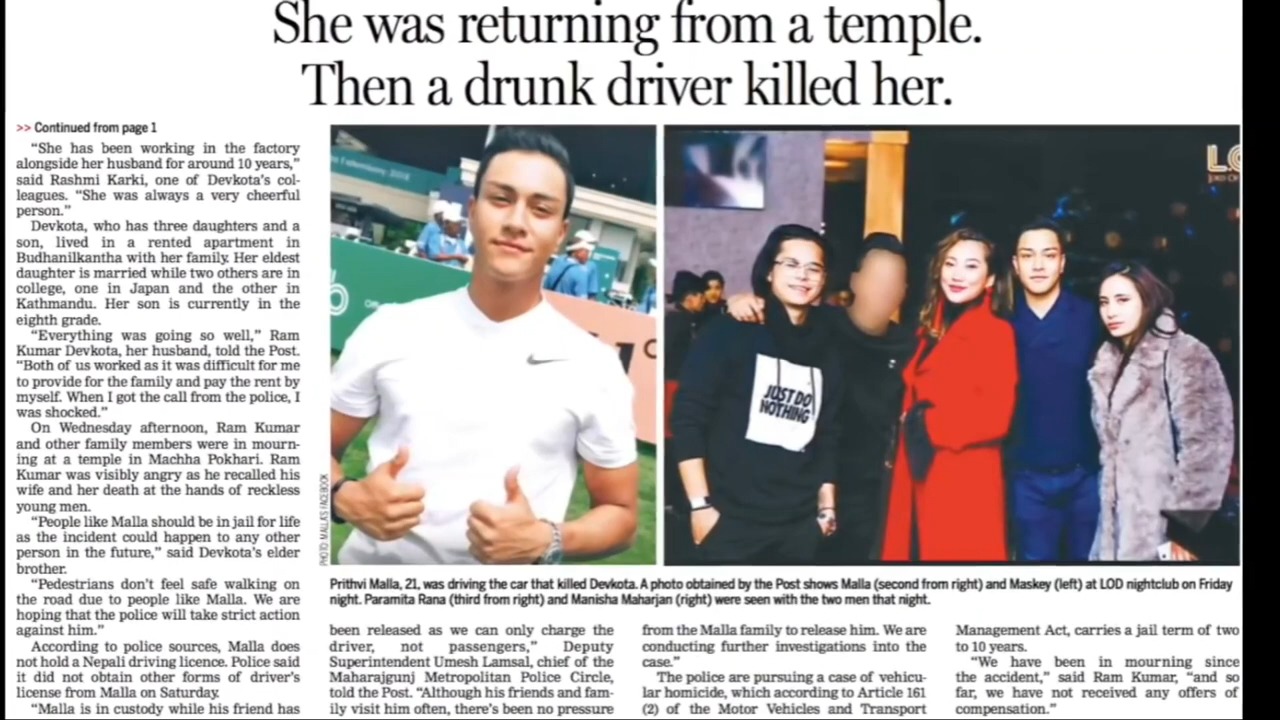 She was returning from a temple.
Then a drunk driver killed her.
>> Continued from page 1
“She has been working in the factory
alongside her husband for around 10 years,”
said Rashmi Karki, one of Devkota’s col-
leagues. “She was always a very cheerful
person.”
Devkota, who has three daughters and a
son, lived in a rented apartment in
Budhanilkantha with her family. Her eldest
daughter is married while two others are in
college, one in Japan and the other in
Kathmandu. Her son is currently in the
eighth grade.
“Everything was going so well,” Ram
Kumar Devkota, her husband, told the Post.
“Both of us worked as it was difficult for me
to provide for the family and pay the rent by
myself. When I got the call from the police, I
was shocked.”
On Wednesday afternoon, Ram Kumar
and other family members were in mourn-
ing at a temple in Machha Pokhari. Ram
Kumar was visibly angry as he recalled his
wife and her death at the hands of reckless
young men.
“People like Malla should be in jail for life
as the incident could happen to any other
person in the future,” said Devkota’s elder
brother.
“Pedestrians don’t feel safe walking on
the road due to people like Malla. We are
hoping that the police will take strict action
against him.”
According to police sources, Malla does
not hold a Nepali driving licence. Police said
it did not obtain other forms of driver’s
license from Malla on Saturday.
“Malla is in custody while his friend has
PHOTO: MALLA'S FACEBOOK
JUST DO
NOTHING
Prithvi Malla, 21, was driving the car that killed Devkota. A photo obtained by the Post shows Malla (second from right) and Maskey (left) at LOD nightclub on Friday
night. Paramita Rana (third from right) and Manisha Maharjan (right) were seen with the two men that night.
been released as we can only charge the
driver, not passengers,” Deputy
Superintendent Umesh Lamsal, chief of the
Maharajgunj Metropolitan Police Circle,
told the Post. “Although his friends and fam-
ily visit him often, there’s been no pressure
from the Malla family to release him. We are
conducting further investigations into the
case.”
The police are pursuing a case of vehicu-
lar homicide, which according to Article 161
(2) of the Motor Vehicles and Transport
Management Act, carries a jail term of two
to 10 years.
“We have been in mourning since
the accident,” said Ram Kumar, “and so
far, we have not received any offers of
compensation.”